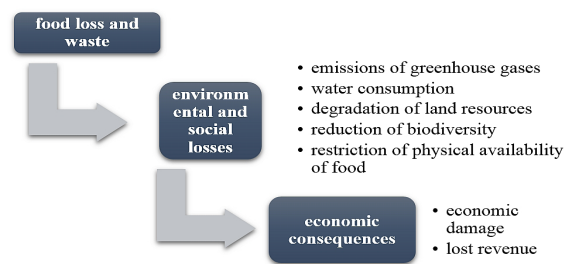 food loss and
waste
environm
ental and
social
losses
• emissions of greenhouse gases
• water consumption
• degradation of land resources
• reduction of biodiversity
• restriction of physical availability
of food
economic
consequences
• economic
damage
• lost revenue